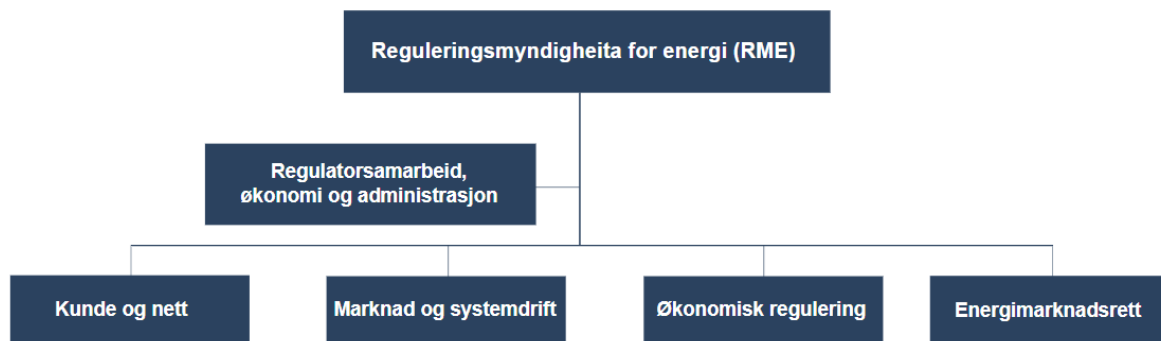 Reguleringsmyndigheita for energi (RME)
Regulatorsamarbeid,
økonomi og administrasjon
Kunde og nett
Marknad og systemdrift
Økonomisk regulering
Energimarknadsrett